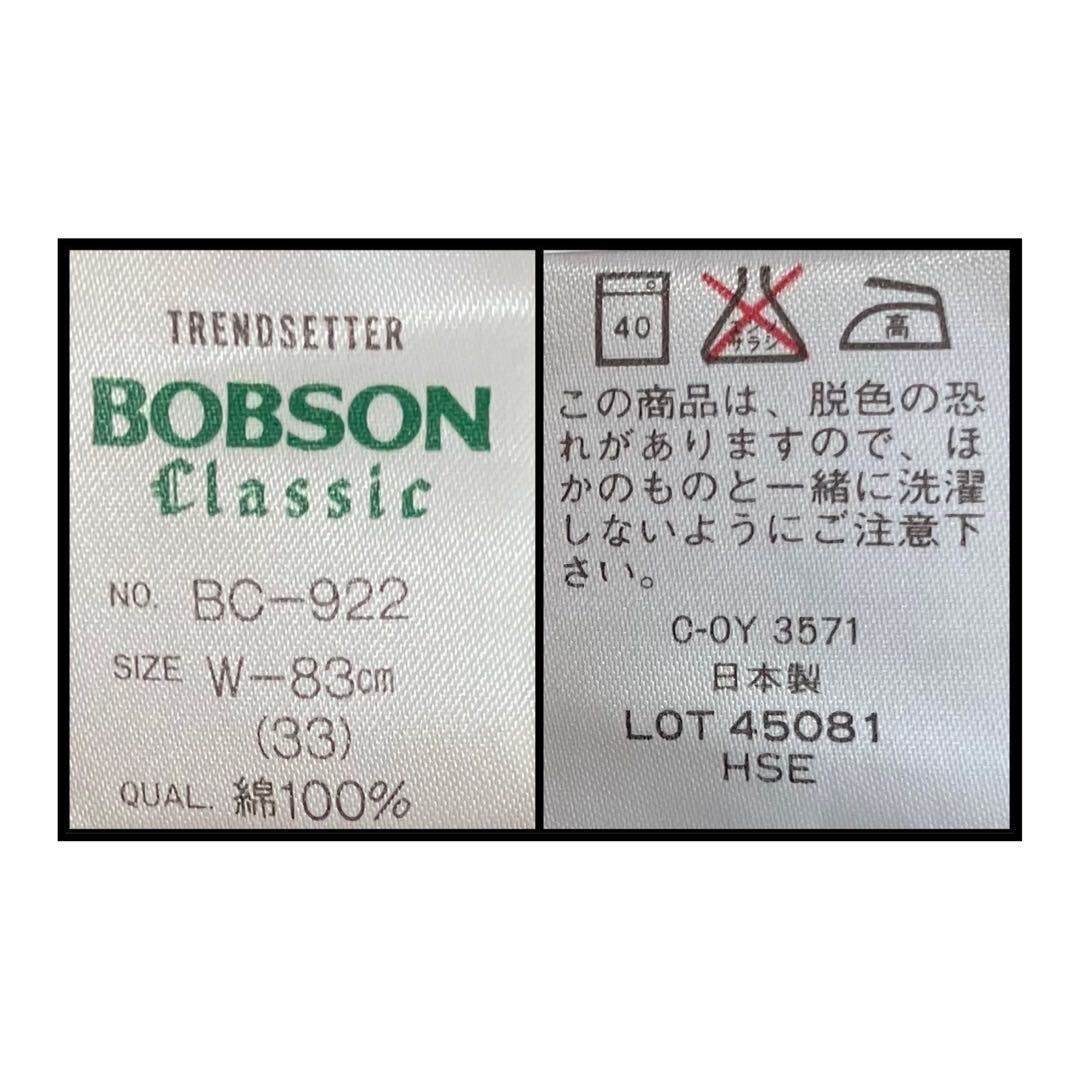 TRENDSETTER
BOBSON
Classic
NO. BC-922
SIZE W-83cm
(33)
QUAL. 綿100%
40
エンソ
サラシ
高
この商品は、脱色の恐
れがありますので、ほ
かのものと一緒に洗濯
しないようにご注意下
さい。
C-OY 3571
日本製
LOT 45081
HSE